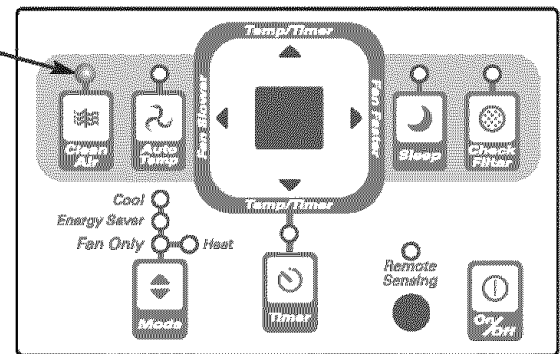 Temp/Timer
Fan Slower
Fan Faster
Clean
Air
Auto
Temp
Sleep
Check
Filter
Temp/Timer
Cool
Energy Saver
Fan Only
Heat
Mode
Timer
Remote
Sensing
On/
Off